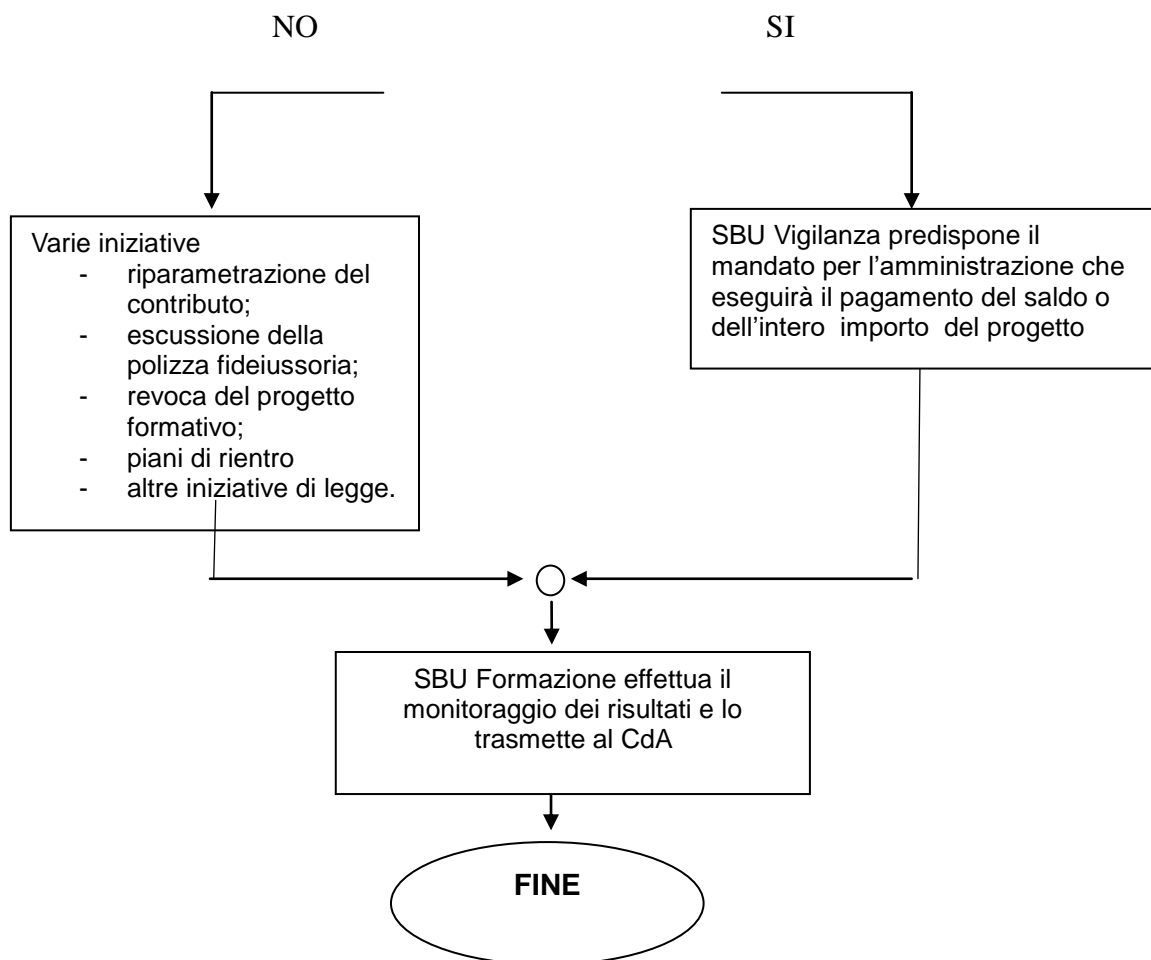 NO
SI
Varie iniziative
- riparametrazione del
contributo;
- escussione della
polizza fideiussoria;
- revoca del progetto
formativo;
- piani di rientro
- altre iniziative di legge.
SBU Vigilanza predispone il
mandato per l’amministrazione che
eseguirà il pagamento del saldo o
dell’intero importo del progetto
SBU Formazione effettua il
monitoraggio dei risultati e lo
trasmette al CdA
FINE